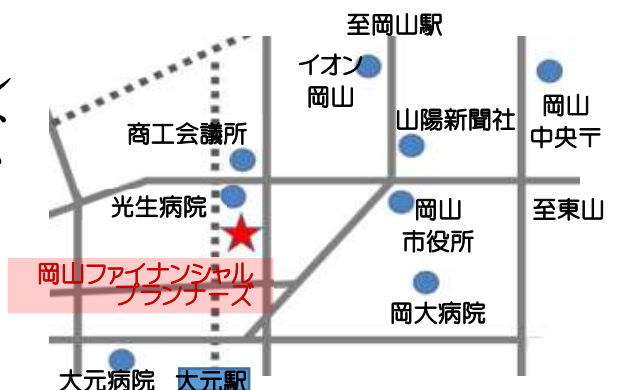 至岡山駅
イオン
岡山
岡山
中央〒
山陽新聞社
商工会議所
光生病院
岡山
市役所
至東山
岡山ファイナンシャル
プランナーズ
岡大病院
大元病院
大元駅